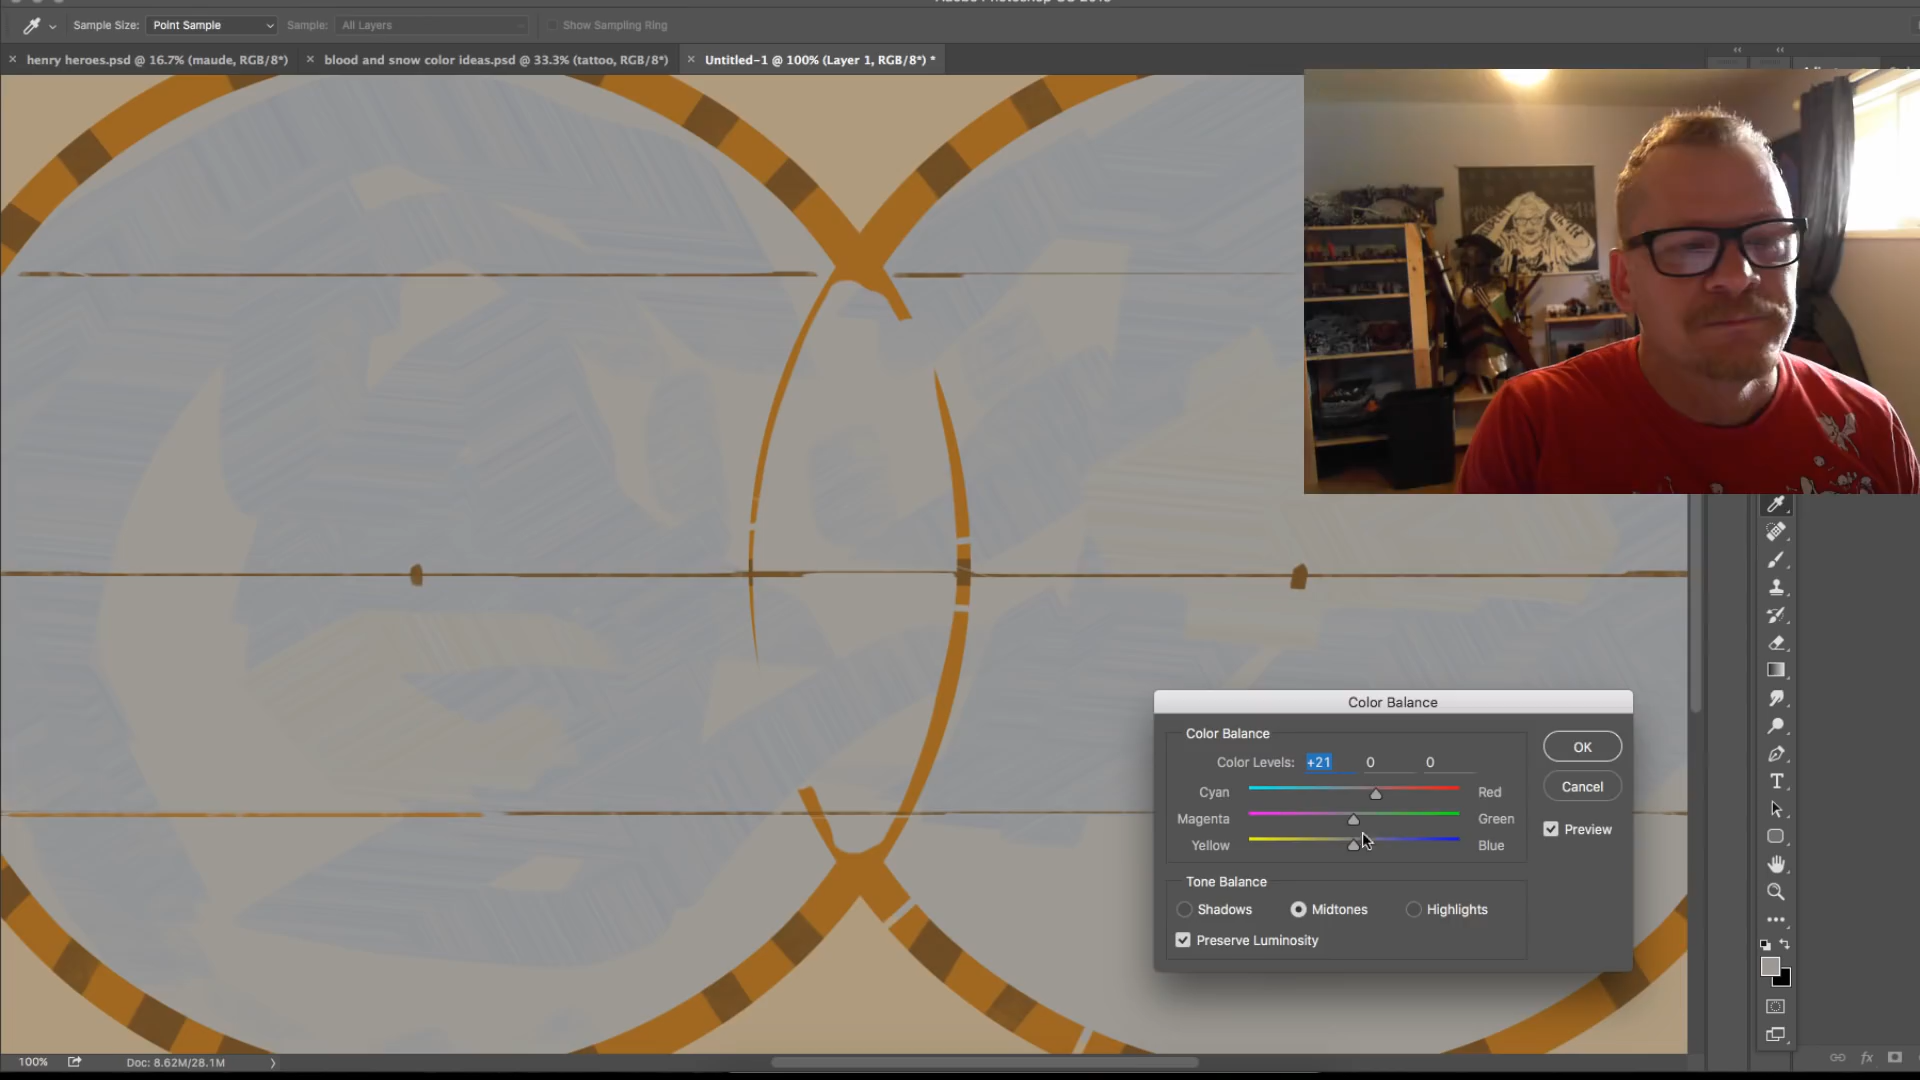 Sample Size: Point Sample Sample: All Layers Show Sampling Ring
× henry heroes.psd @ 16.7% (maude, RGB/8*) × blood and snow color ideas.psd @ 33.3% (tattoo, RGB/8*) × Untitled-1 @ 100% (Layer 1, RGB/8*) *
Color Balance
Color Balance
Color Levels: +21 0 0
Cyan Red
Magenta Green
Yellow Blue
OK
Cancel
Preview
Tone Balance
Shadows Midtones Highlights
Preserve Luminosity
100% Doc: 8.62M/28.1M
fx